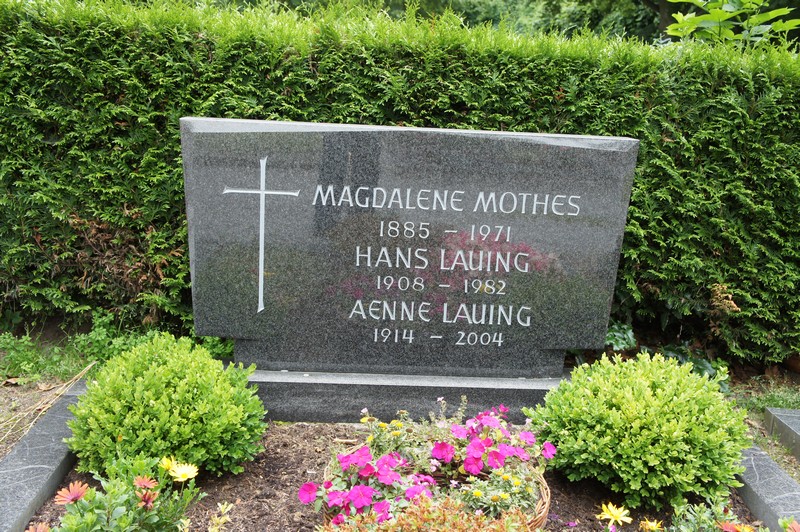 MAGDALENE MOTHES
1885 – 1971
HANS LAUING
1908 – 1982
AENNE LAUING
1914 – 2004